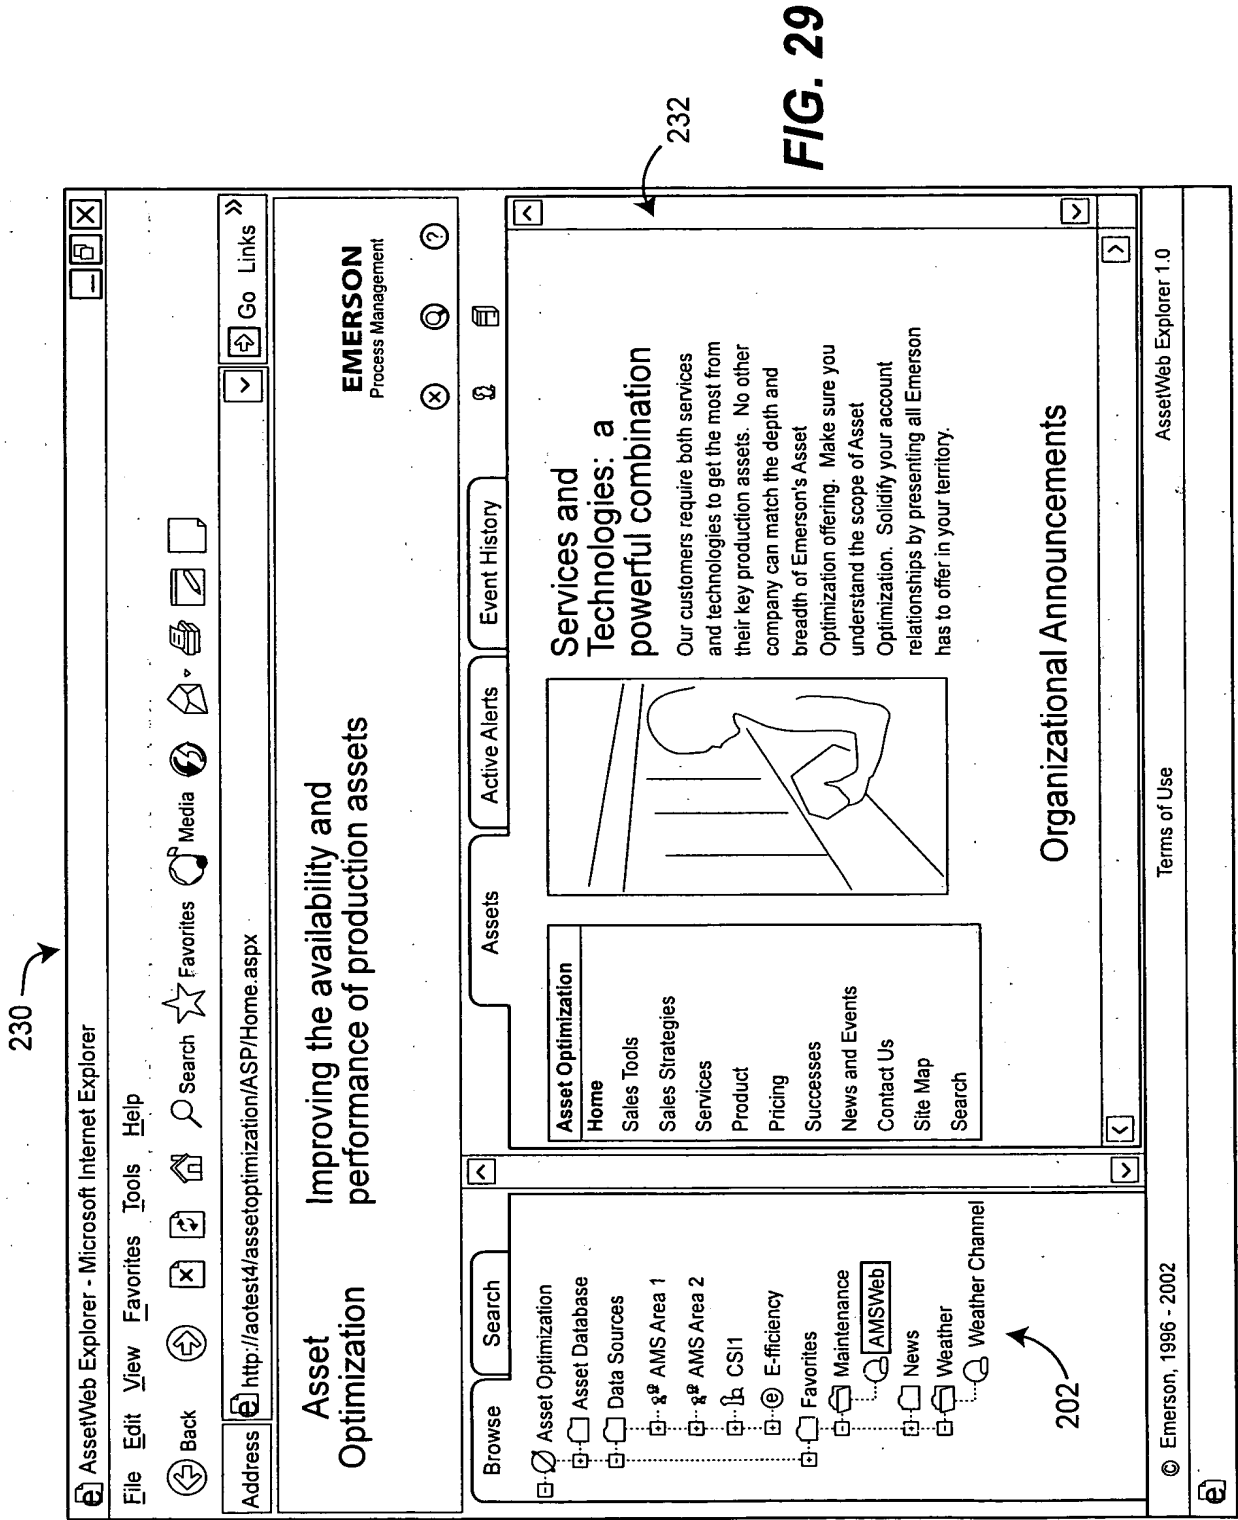 230
AssetWeb Explorer - Microsoft Internet Explorer
File Edit View Favorites Tools Help
Back Search Favorites Media
Address http://aotest4/assetoptimization/ASP/Home.aspx Go Links »
Asset
Optimization
Improving the availability and
performance of production assets
EMERSON
Process Management
Browse Search
Assets Active Alerts Event History
Asset Optimization
Asset Database
Data Sources
AMS Area 1
AMS Area 2
CSI1
E-fficiency
Favorites
Maintenance
AMSWeb
News
Weather
Weather Channel
202
Asset Optimization
Home
Sales Tools
Sales Strategies
Services
Product
Pricing
Successes
News and Events
Contact Us
Site Map
Search
Services and
Technologies: a
powerful combination
Our customers require both services
and technologies to get the most from
their key production assets. No other
company can match the depth and
breadth of Emerson's Asset
Optimization offering. Make sure you
understand the scope of Asset
Optimization. Solidify your account
relationships by presenting all Emerson
has to offer in your territory.
Organizational Announcements
232
© Emerson, 1996 - 2002 Terms of Use AssetWeb Explorer 1.0
FIG. 29